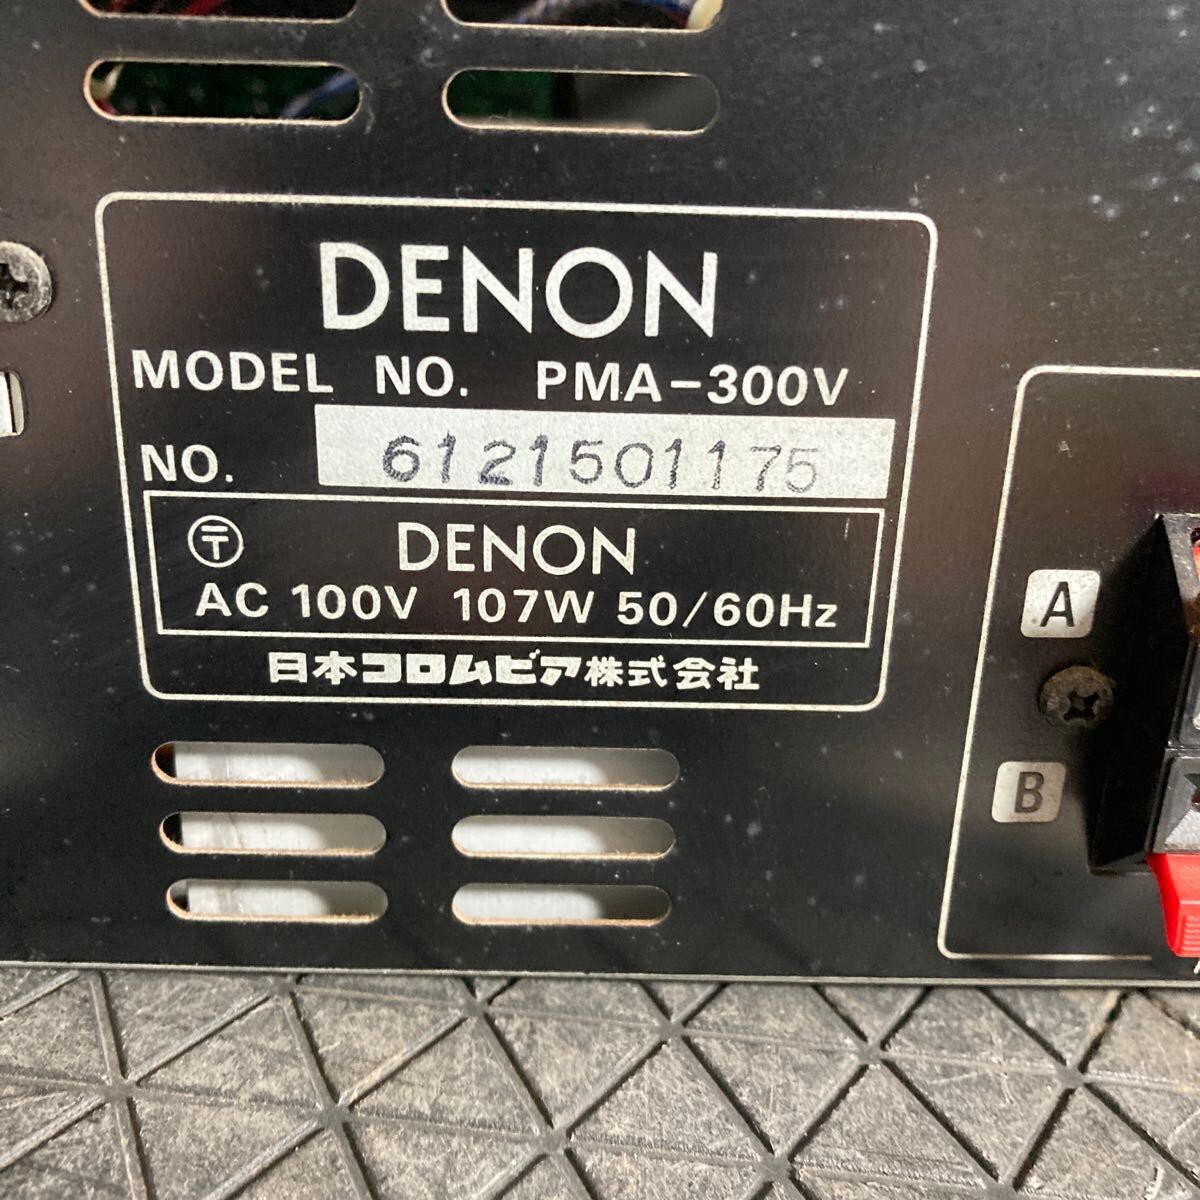 DENON
MODEL NO. PMA-300V
NO. 6121501175
〒 DENON
AC 100V 107W 50/60Hz
日本コロムビア株式会社
A
B